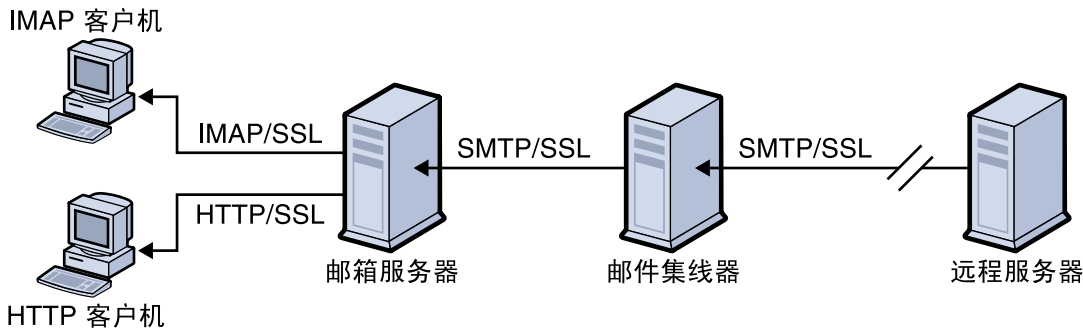 IMAP 客户机
IMAP/SSL
SMTP/SSL
SMTP/SSL
HTTP/SSL
邮箱服务器
邮件集线器
远程服务器
HTTP 客户机